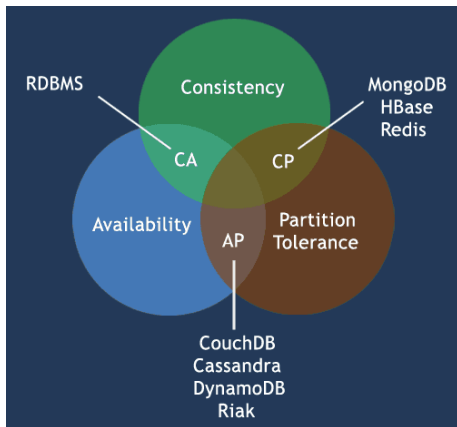 RDBMS
Consistency
MongoDB
HBase
Redis
CA
CP
Availability
Partition
Tolerance
AP
CouchDB
Cassandra
DynamoDB
Riak